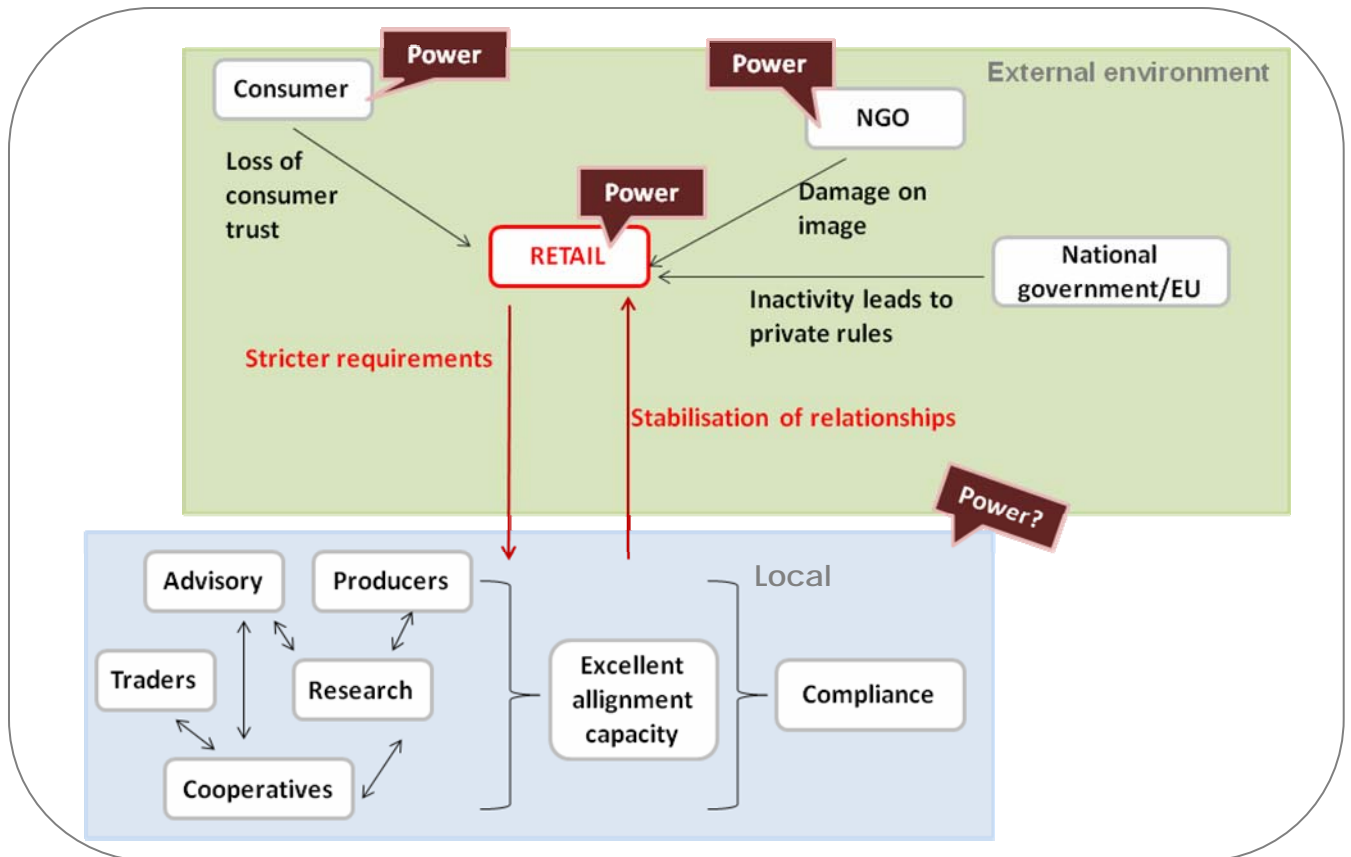 Power
Power
External environment
Consumer
NGO
Loss of
consumer
trust
Power
Damage on
image
RETAIL
National
government/EU
Inactivity leads to
private rules
Stricter requirements
Stabilisation of relationships
Power?
Local
Advisory
Producers
Traders
Research
Cooperatives
Excellent
allignment
capacity
Compliance